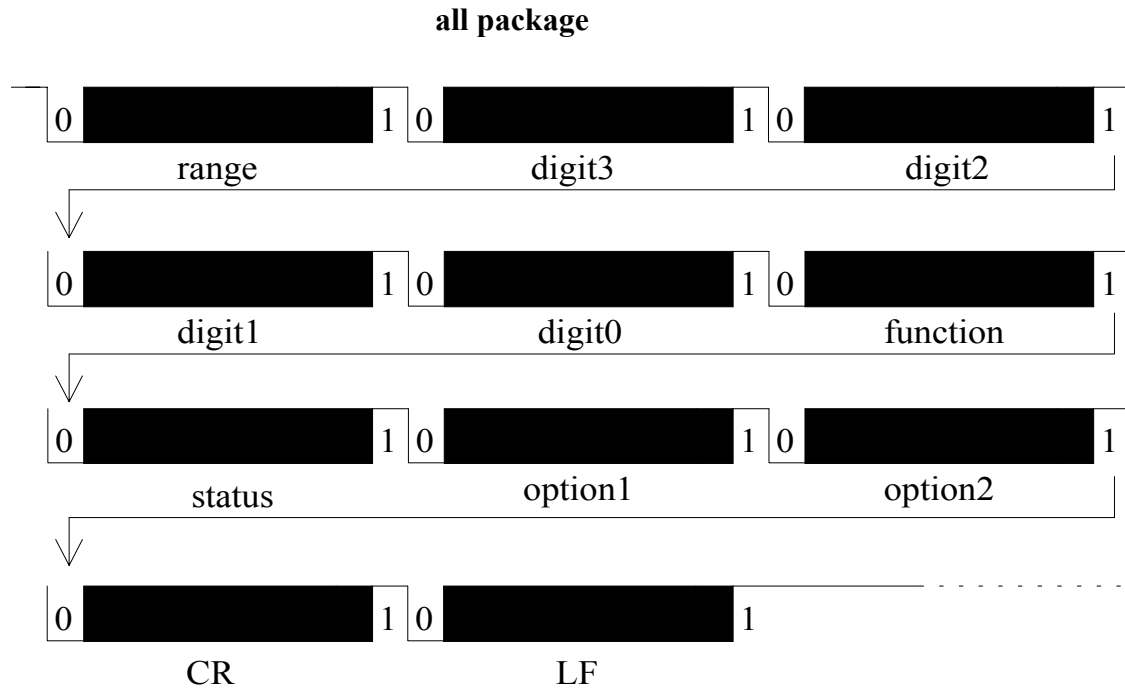 all package
0 1 0 1 0 1
range digit3 digit2
0 1 0 1 0 1
digit1 digit0 function
0 1 0 1 0 1
status option1 option2
0 1 0 1
CR LF